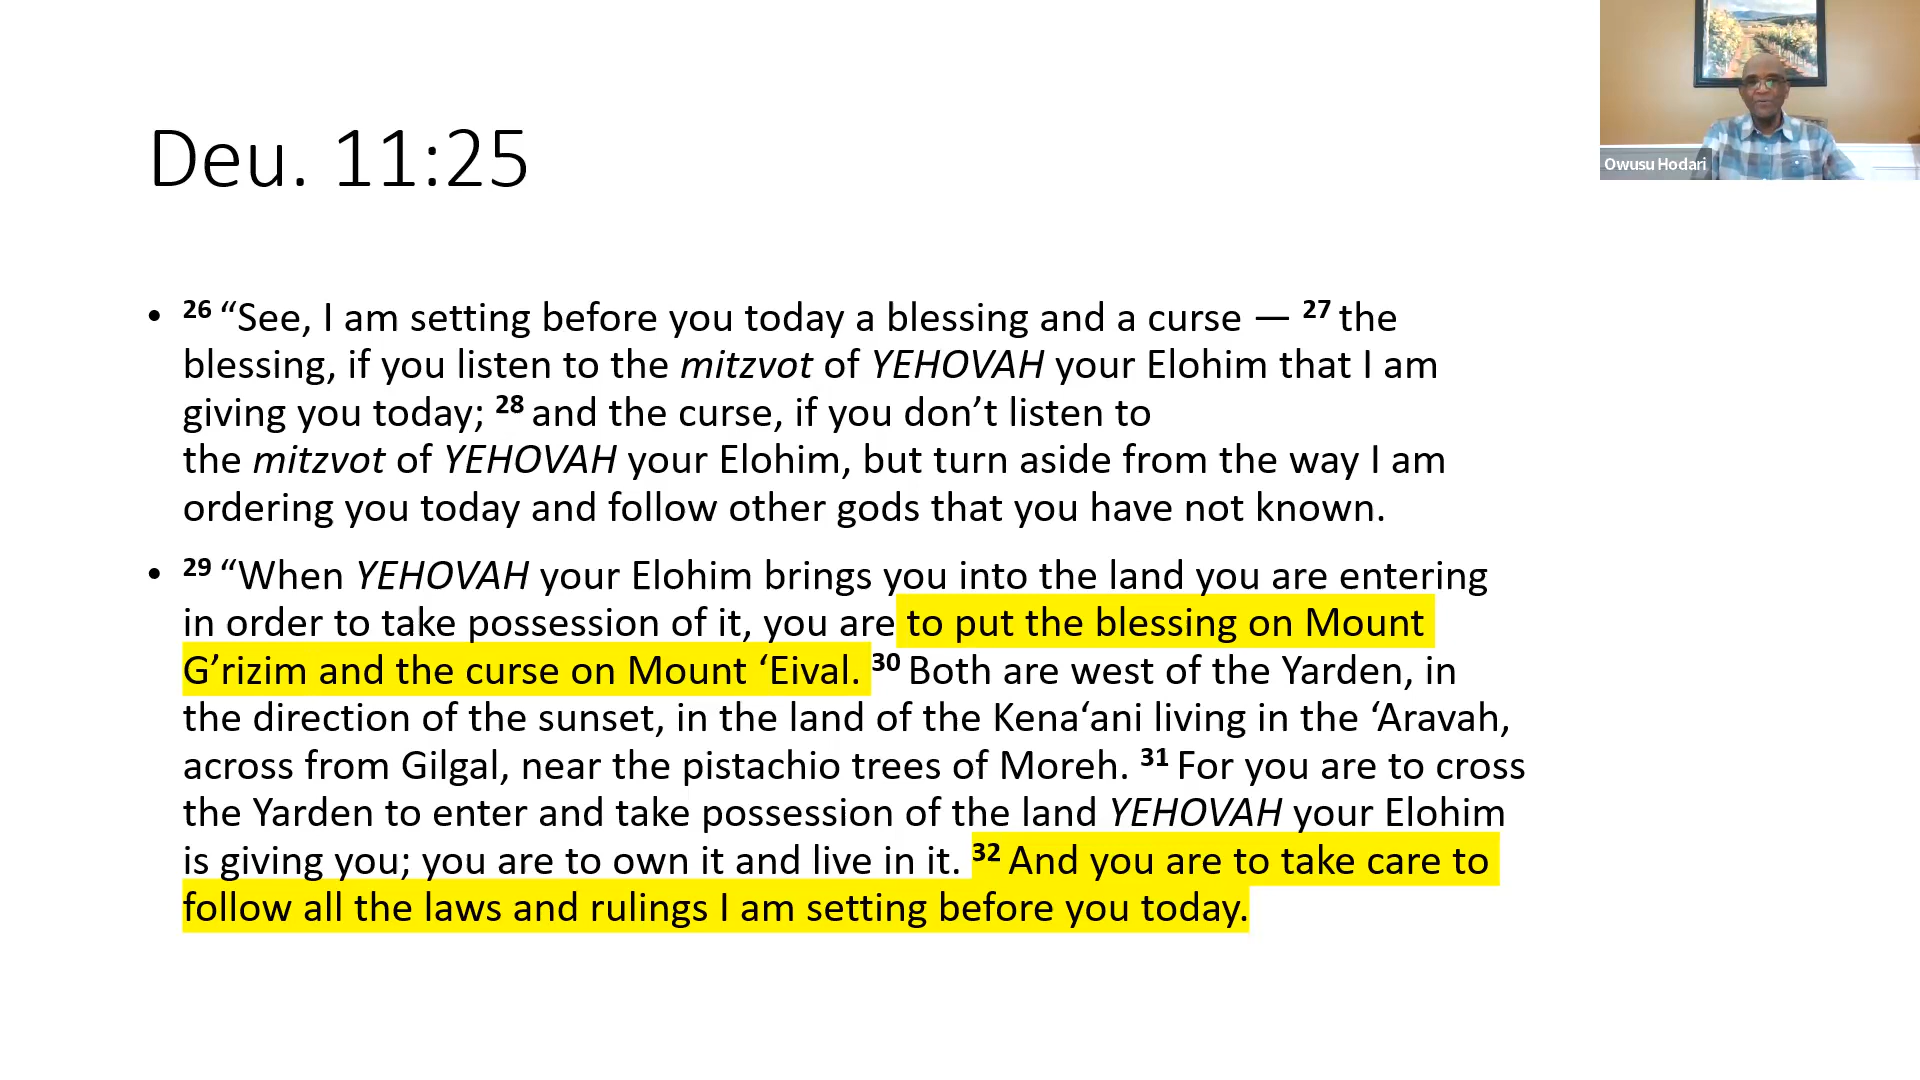 Deu. 11:25
Owusu Hodari
• 26 “See, I am setting before you today a blessing and a curse — 27 the
blessing, if you listen to the mitzvot of YEHOVAH your Elohim that I am
giving you today; 28 and the curse, if you don’t listen to
the mitzvot of YEHOVAH your Elohim, but turn aside from the way I am
ordering you today and follow other gods that you have not known.
• 29 “When YEHOVAH your Elohim brings you into the land you are entering
in order to take possession of it, you are to put the blessing on Mount
G’rizim and the curse on Mount ‘Eival. 30 Both are west of the Yarden, in
the direction of the sunset, in the land of the Kena‘ani living in the ‘Aravah,
across from Gilgal, near the pistachio trees of Moreh. 31 For you are to cross
the Yarden to enter and take possession of the land YEHOVAH your Elohim
is giving you; you are to own it and live in it. 32 And you are to take care to
follow all the laws and rulings I am setting before you today.